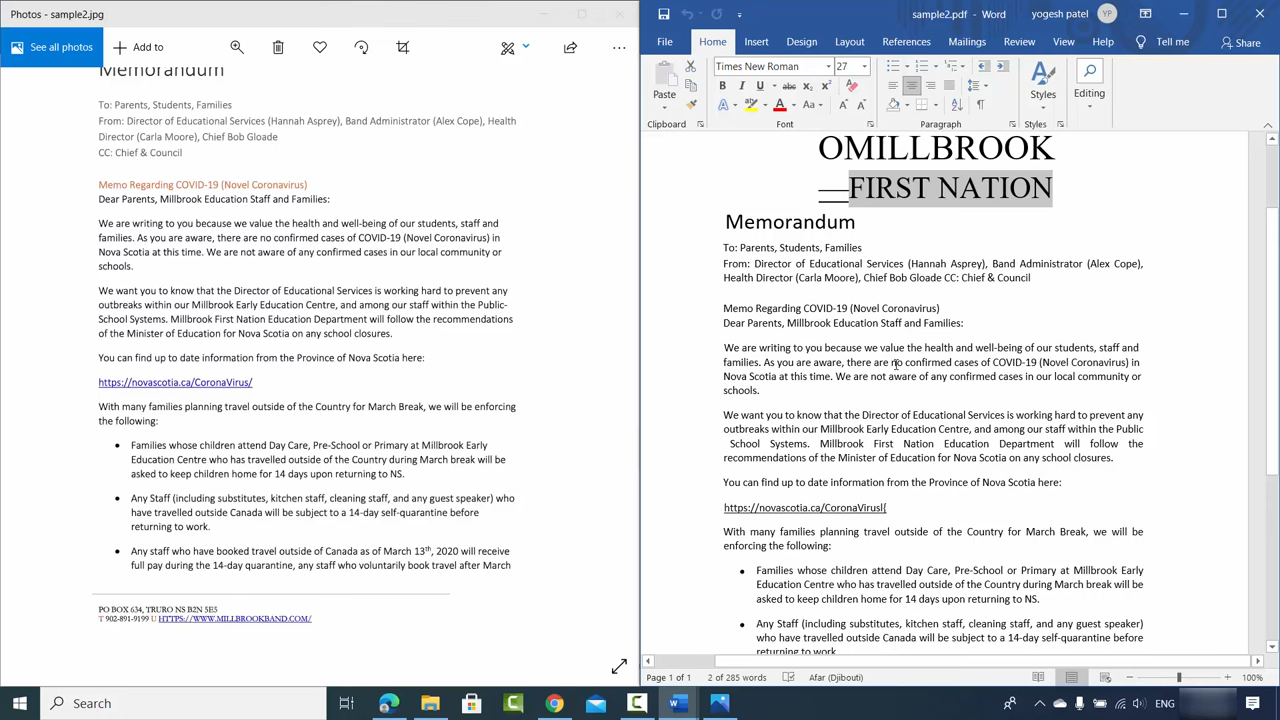 Photos - sample2.jpg
See all photos
Add to
Memorandum
To: Parents, Students, Families
From: Director of Educational Services (Hannah Asprey), Band Administrator (Alex Cope), Health
Director (Carla Moore), Chief Bob Gloade
CC: Chief & Council
Memo Regarding COVID-19 (Novel Coronavirus)
Dear Parents, Millbrook Education Staff and Families:
We are writing to you because we value the health and well-being of our students, staff and
families. As you are aware, there are no confirmed cases of COVID-19 (Novel Coronavirus) in
Nova Scotia at this time. We are not aware of any confirmed cases in our local community or
schools.
We want you to know that the Director of Educational Services is working hard to prevent any
outbreaks within our Millbrook Early Education Centre, and among our staff within the Public-
School Systems. Millbrook First Nation Education Department will follow the recommendations
of the Minister of Education for Nova Scotia on any school closures.
You can find up to date information from the Province of Nova Scotia here:
https://novascotia.ca/CoronaVirus/
With many families planning travel outside of the Country for March Break, we will be enforcing
the following:
• Families whose children attend Day Care, Pre-School or Primary at Millbrook Early
Education Centre who has travelled outside of the Country during March break will be
asked to keep children home for 14 days upon returning to NS.
• Any Staff (including substitutes, kitchen staff, cleaning staff, and any guest speaker) who
have travelled outside Canada will be subject to a 14-day self-quarantine before
returning to work.
• Any staff who have booked travel outside of Canada as of March 13th, 2020 will receive
full pay during the 14-day quarantine, any staff who voluntarily book travel after March
PO BOX 634, TRURO NS B2N 5E5
T 902-891-9199 U HTTPS://WWW.MILLBROOKBAND.COM/
sample2.pdf - Word
yogesh patel
YP
File Home Insert Design Layout References Mailings Review View Help Tell me Share
Times New Roman 27
Paste
B I U abc x₂ x²
A ab A Aa A A
Styles
Editing
Clipboard Font Paragraph Styles
OMILLBROOK
FIRST NATION
Memorandum
To: Parents, Students, Families
From: Director of Educational Services (Hannah Asprey), Band Administrator (Alex Cope),
Health Director (Carla Moore), Chief Bob Gloade CC: Chief & Council
Memo Regarding COVID-19 (Novel Coronavirus)
Dear Parents, Millbrook Education Staff and Families:
We are writing to you because we value the health and well-being of our students, staff and
families. As you are aware, there are no confirmed cases of COVID-19 (Novel Coronavirus) in
Nova Scotia at this time. We are not aware of any confirmed cases in our local community or
schools.
We want you to know that the Director of Educational Services is working hard to prevent any
outbreaks within our Millbrook Early Education Centre, and among our staff within the Public
School Systems. Millbrook First Nation Education Department will follow the
recommendations of the Minister of Education for Nova Scotia on any school closures.
You can find up to date information from the Province of Nova Scotia here:
https://novascotia.ca/CoronaVirusl{
With many families planning travel outside of the Country for March Break, we will be
enforcing the following:
• Families whose children attend Day Care, Pre-School or Primary at Millbrook Early
Education Centre who has travelled outside of the Country during March break will be
asked to keep children home for 14 days upon returning to NS.
• Any Staff (including substitutes, kitchen staff, cleaning staff, and any guest speaker)
who have travelled outside Canada will be subject to a 14-day self-quarantine before
returning to work.
Page 1 of 1 2 of 285 words Afar (Djibouti) 100%
Search